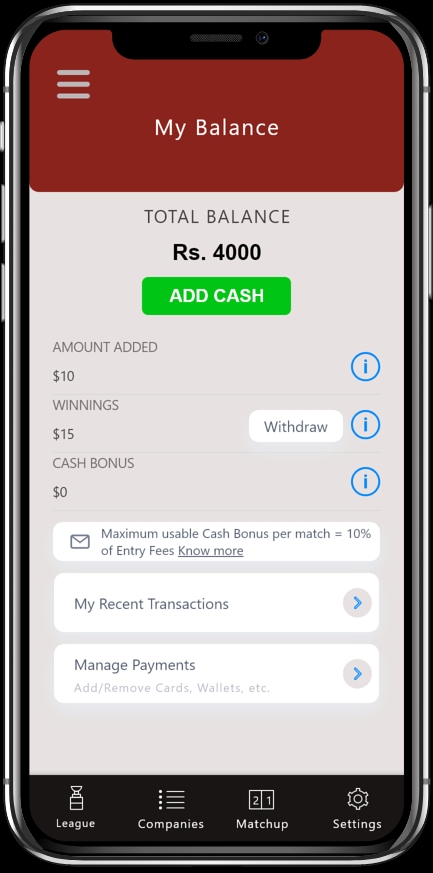 My Balance
TOTAL BALANCE
Rs. 4000
ADD CASH
AMOUNT ADDED
$10
WINNINGS
$15
Withdraw
CASH BONUS
$0
Maximum usable Cash Bonus per match = 10%
of Entry Fees Know more
My Recent Transactions
Manage Payments
Add/Remove Cards, Wallets, etc.
2 1
League Companies Matchup Settings